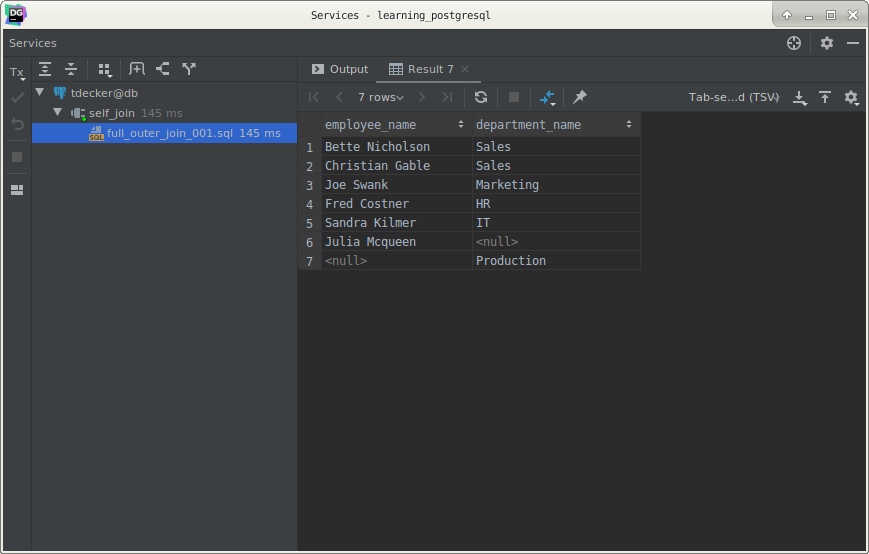 DG
Services - learning_postgresql
Services
Tx
Output
Result 7
tdecker@db
7 rows
Tab-se...d (TSV)
self_join 145 ms
SQL full_outer_join_001.sql 145 ms
employee_name department_name
1 Bette Nicholson Sales
2 Christian Gable Sales
3 Joe Swank Marketing
4 Fred Costner HR
5 Sandra Kilmer IT
6 Julia Mcqueen <null>
7 <null> Production